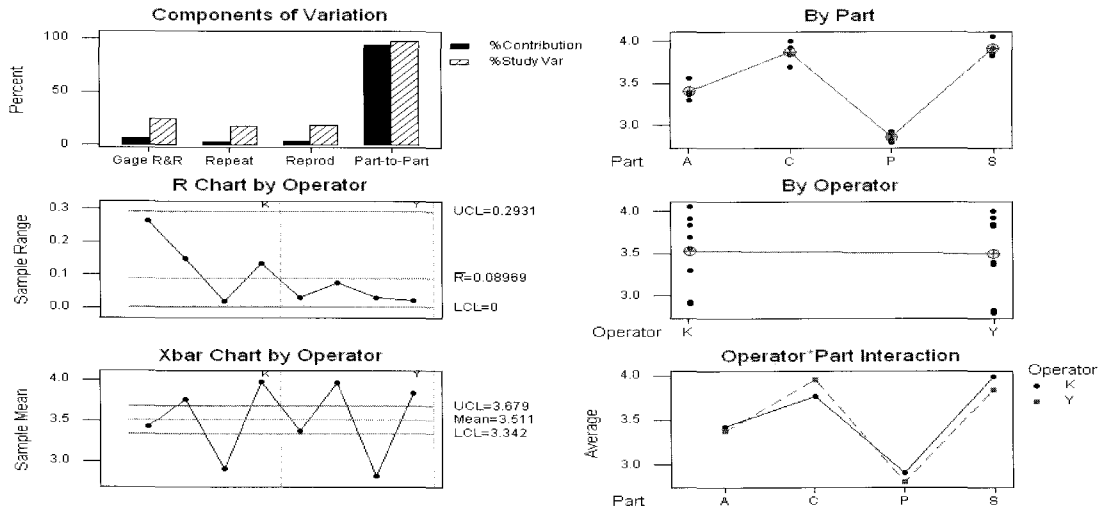 Components of Variation
100
50
0
Percent
%Contribution
%Study Var
Gage R&R Repeat Reprod Part-to-Part
By Part
4.0
3.5
3.0
Part A C P S
R Chart by Operator
0.3
0.2
0.1
0.0
Sample Range
K Y
UCL=0.2931
R=0.08969
LCL=0
By Operator
4.0
3.5
3.0
Operator K Y
Xbar Chart by Operator
4.0
3.5
3.0
Sample Mean
K Y
UCL=3.679
Mean=3.511
LCL=3.342
Operator*Part Interaction
4.0
3.5
3.0
Average
Operator
K
Y
Part A C P S